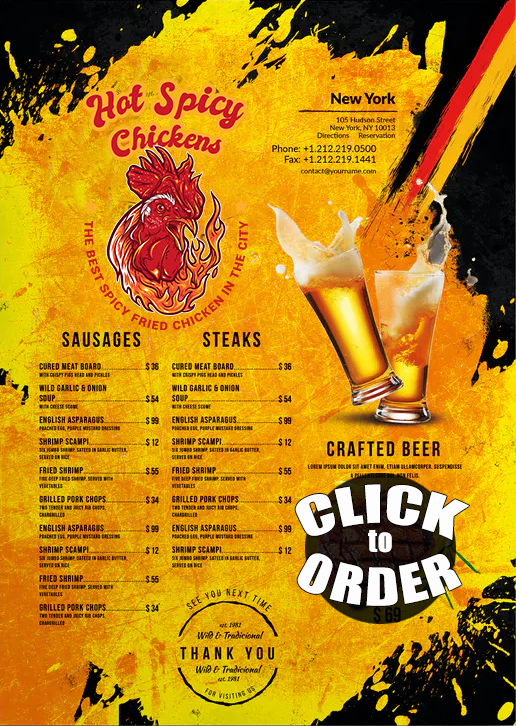 Hot Spicy
Chickens
THE BEST SPICY FRIED CHICKEN IN THE CITY
New York
105 Hudson Street
New York, NY 10013
Directions Reservation
Phone: +1.212.219.0500
Fax: +1.212.219.1441
contact@yourname.com
SAUSAGES
CURED MEAT BOARD $ 36
WITH CRISPY PIGS HEAD AND PICKLES
WILD GARLIC & ONION
SOUP $ 54
WITH CHEESE SCONE
ENGLISH ASPARAGUS $ 99
POACHED EGG, PURPLE MUSTARD DRESSING
SHRIMP SCAMPI $ 12
SIX JUMBO SHRIMP, SATEED IN GARLIC BUTTER,
SERVED ON RICE
FRIED SHRIMP $ 55
FIVE DEEP FRIED SHRIMP, SERVED WITH
VEGETABLES
GRILLED PORK CHOPS $ 34
TWO TENDER AND JUICY RIB CHOPS,
CHARGRILLED
ENGLISH ASPARAGUS $ 99
POACHED EGG, PURPLE MUSTARD DRESSING
SHRIMP SCAMPI $ 12
SIX JUMBO SHRIMP, SATEED IN GARLIC BUTTER,
SERVED ON RICE
FRIED SHRIMP $ 55
FIVE DEEP FRIED SHRIMP, SERVED WITH
VEGETABLES
GRILLED PORK CHOPS $ 34
TWO TENDER AND JUICY RIB CHOPS,
CHARGRILLED
STEAKS
CURED MEAT BOARD $ 36
WITH CRISPY PIGS HEAD AND PICKLES
WILD GARLIC & ONION
SOUP $ 54
WITH CHEESE SCONE
ENGLISH ASPARAGUS $ 99
POACHED EGG, PURPLE MUSTARD DRESSING
SHRIMP SCAMPI $ 12
SIX JUMBO SHRIMP, SATEED IN GARLIC BUTTER,
SERVED ON RICE
FRIED SHRIMP $ 55
FIVE DEEP FRIED SHRIMP, SERVED WITH
VEGETABLES
GRILLED PORK CHOPS $ 34
TWO TENDER AND JUICY RIB CHOPS,
CHARGRILLED
ENGLISH ASPARAGUS $ 99
POACHED EGG, PURPLE MUSTARD DRESSING
SHRIMP SCAMPI $ 12
SIX JUMBO SHRIMP, SATEED IN GARLIC BUTTER,
SERVED ON RICE
CRAFTED BEER
LOREM IPSUM DOLOR SIT AMET ENIM, ETIAM ULLAMCORPER, SUSPENDISSE
A PELLENTESQUE DUI, NON FELIS.
CLICK
to
ORDER
$ 69
SEE YOU NEXT TIME
est. 1981
Wild & Tradicional
THANK YOU
Wild & Tradicional
est. 1981
FOR VISITING US